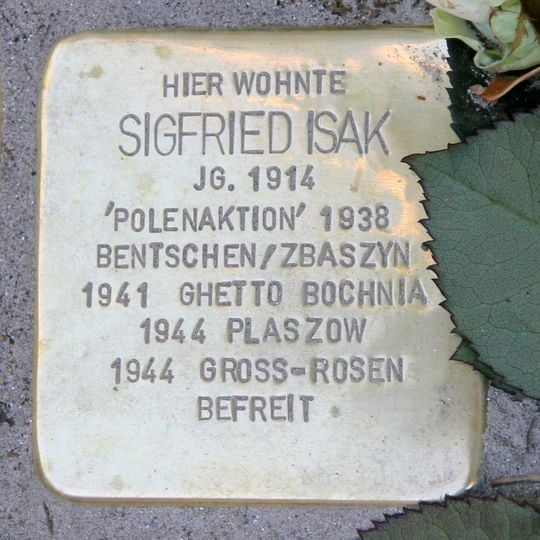 HIER WOHNTE
SIGFRIED ISAK
JG. 1914
'POLENAKTION' 1938
BENTSCHEN/ZBASZYN
1941 GHETTO BOCHNIA
1944 PLASZOW
1944 GROSS-ROSEN
BEFREIT